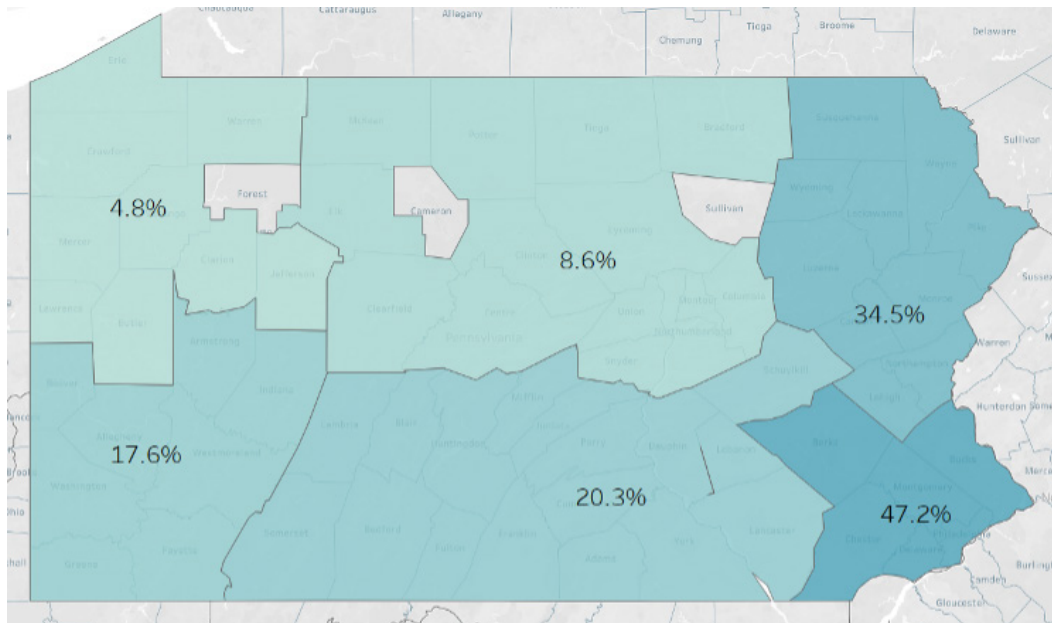 Cattaraugus
Allegany
Chemung
Tioga
Broome
Delaware
Erie
Warren
McKean
Potter
Tioga
Bradford
Susquehanna
Crawford
Wayne
Sullivan
Forest
Wyoming
Elk
Cameron
Sullivan
4.8%
Lackawanna
Pike
Lycoming
Mercer
Clinton
8.6%
Clarion
Jefferson
Luzerne
Sussex
Monroe
Montour
Columbia
Lawrence
Clearfield
Centre
Union
34.5%
Butler
Northumberland
Pennsylvania
Armstrong
Warren
Snyder
Northampton
Schuylkill
Beaver
Indiana
Mifflin
Lehigh
Hunterdon
Somerset
Cambria
Blair
Juniata
Allegheny
Huntingdon
Perry
Dauphin
Lebanon
Berks
Bucks
17.6%
Westmoreland
Mercer
Washington
20.3%
Montgomery
47.2%
Ohio
Somerset
Bedford
Franklin
Lancaster
Chester
Philadelphia
Fayette
Fulton
York
Delaware
Greene
Adams
Burlington
Camden
Gloucester